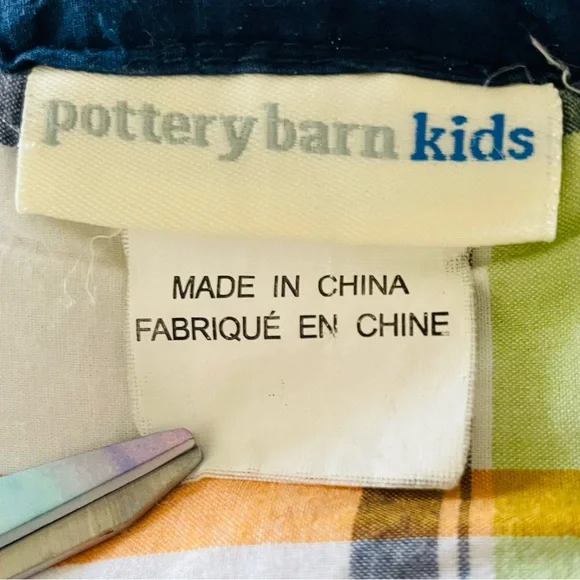 pottery barn kids
MADE IN CHINA
FABRIQUÉ EN CHINE